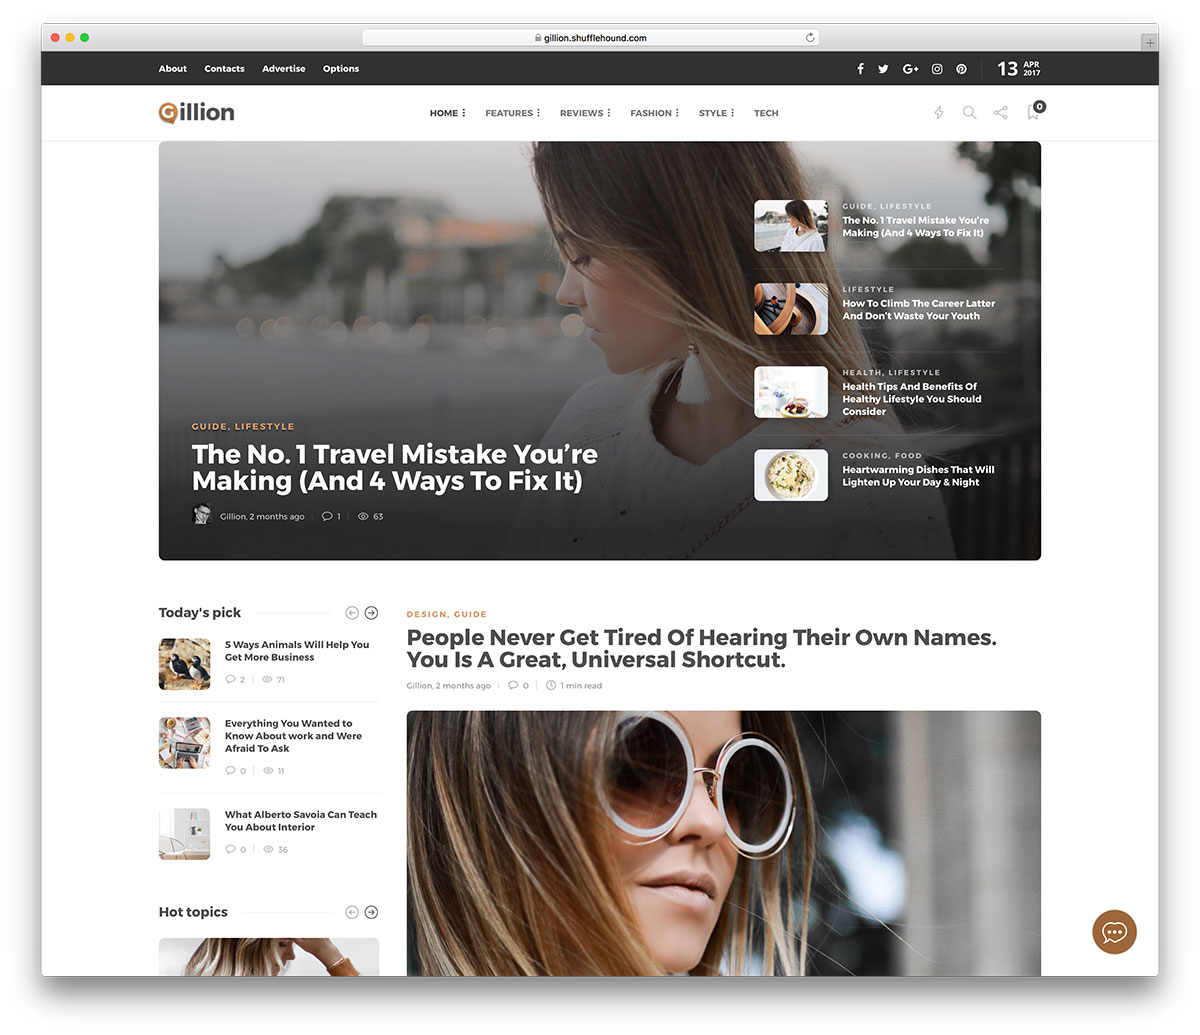 gillion.shufflehound.com
About Contacts Advertise Options
13 APR 2017
Gillion
HOME FEATURES REVIEWS FASHION STYLE TECH
0
GUIDE, LIFESTYLE
The No. 1 Travel Mistake You're
Making (And 4 Ways To Fix It)
Gillion, 2 months ago 1 63
GUIDE, LIFESTYLE
The No. 1 Travel Mistake You're
Making (And 4 Ways To Fix It)
LIFESTYLE
How To Climb The Career Latter
And Don't Waste Your Youth
HEALTH, LIFESTYLE
Health Tips And Benefits Of
Healthy Lifestyle You Should
Consider
COOKING, FOOD
Heartwarming Dishes That Will
Lighten Up Your Day & Night
Today's pick
5 Ways Animals Will Help You
Get More Business
2 71
Everything You Wanted to
Know About work and Were
Afraid To Ask
0 11
What Alberto Savoia Can Teach
You About Interior
0 36
Hot topics
DESIGN, GUIDE
People Never Get Tired Of Hearing Their Own Names.
You Is A Great, Universal Shortcut.
Gillion, 2 months ago 0 1 min read